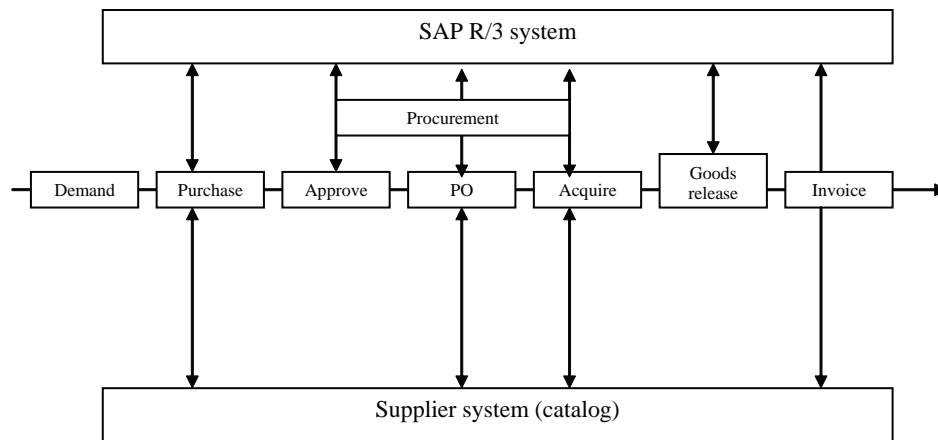 SAP R/3 system
Procurement
Demand
Purchase
Approve
PO
Acquire
Goods
release
Invoice
Supplier system (catalog)